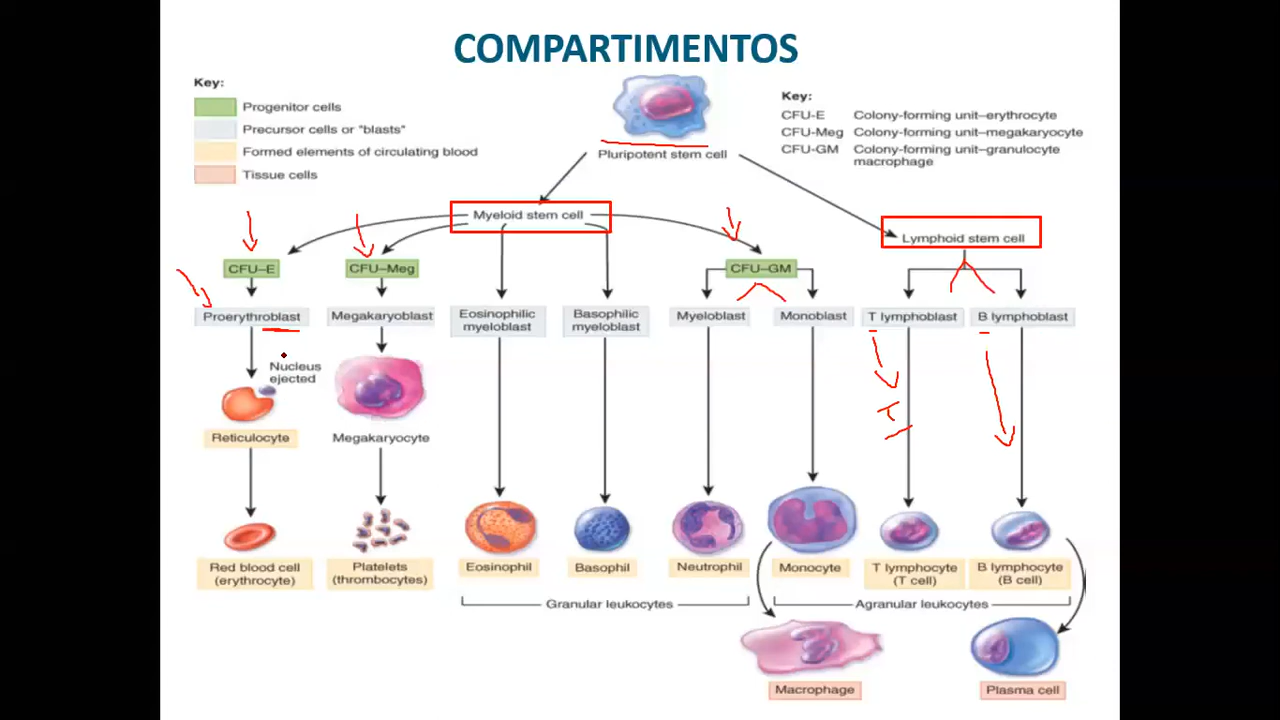 COMPARTIMENTOS
Key:
Progenitor cells
Precursor cells or "blasts"
Formed elements of circulating blood
Tissue cells
Pluripotent stem cell
Key:
CFU-E Colony-forming unit–erythrocyte
CFU-Meg Colony-forming unit–megakaryocyte
CFU-GM Colony-forming unit–granulocyte
macrophage
Myeloid stem cell
Lymphoid stem cell
CFU–E
CFU–Meg
CFU–GM
Proerythroblast
Megakaryoblast
Eosinophilic
myeloblast
Basophilic
myeloblast
Myeloblast
Monoblast
T lymphoblast
B lymphoblast
Nucleus
ejected
T
Reticulocyte
Megakaryocyte
Red blood cell
(erythrocyte)
Platelets
(thrombocytes)
Eosinophil
Basophil
Neutrophil
Monocyte
T lymphocyte
(T cell)
B lymphocyte
(B cell)
Granular leukocytes
Agranular leukocytes
Macrophage
Plasma cell